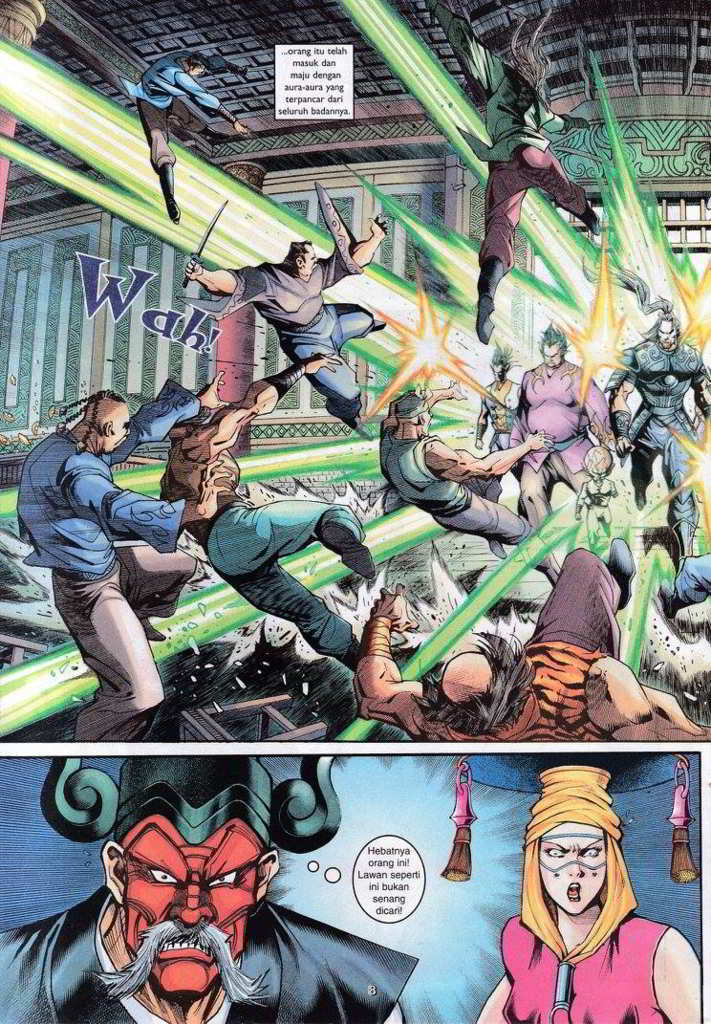 ...orang itu telah
masuk dan
maju dengan
aura-aura yang
terpancar dari
seluruh badannya.
Wah!
Hebatnya
orang ini!
Lawan seperti
ini bukan
senang
dicari!
8